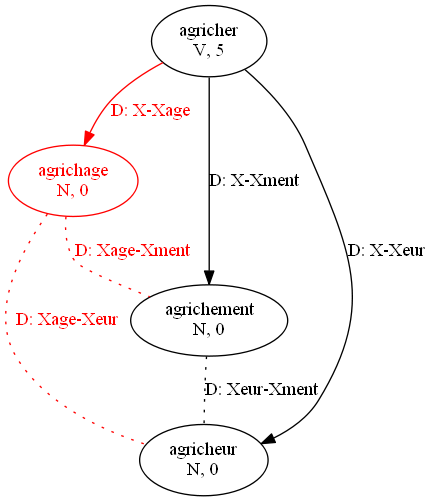 agricher
V, 5
D: X-Xage
agrichage
N, 0
D: X-Xment
D: X-Xeur
D: Xage-Xment
agrichement
N, 0
D: Xage-Xeur
D: Xeur-Xment
agricheur
N, 0